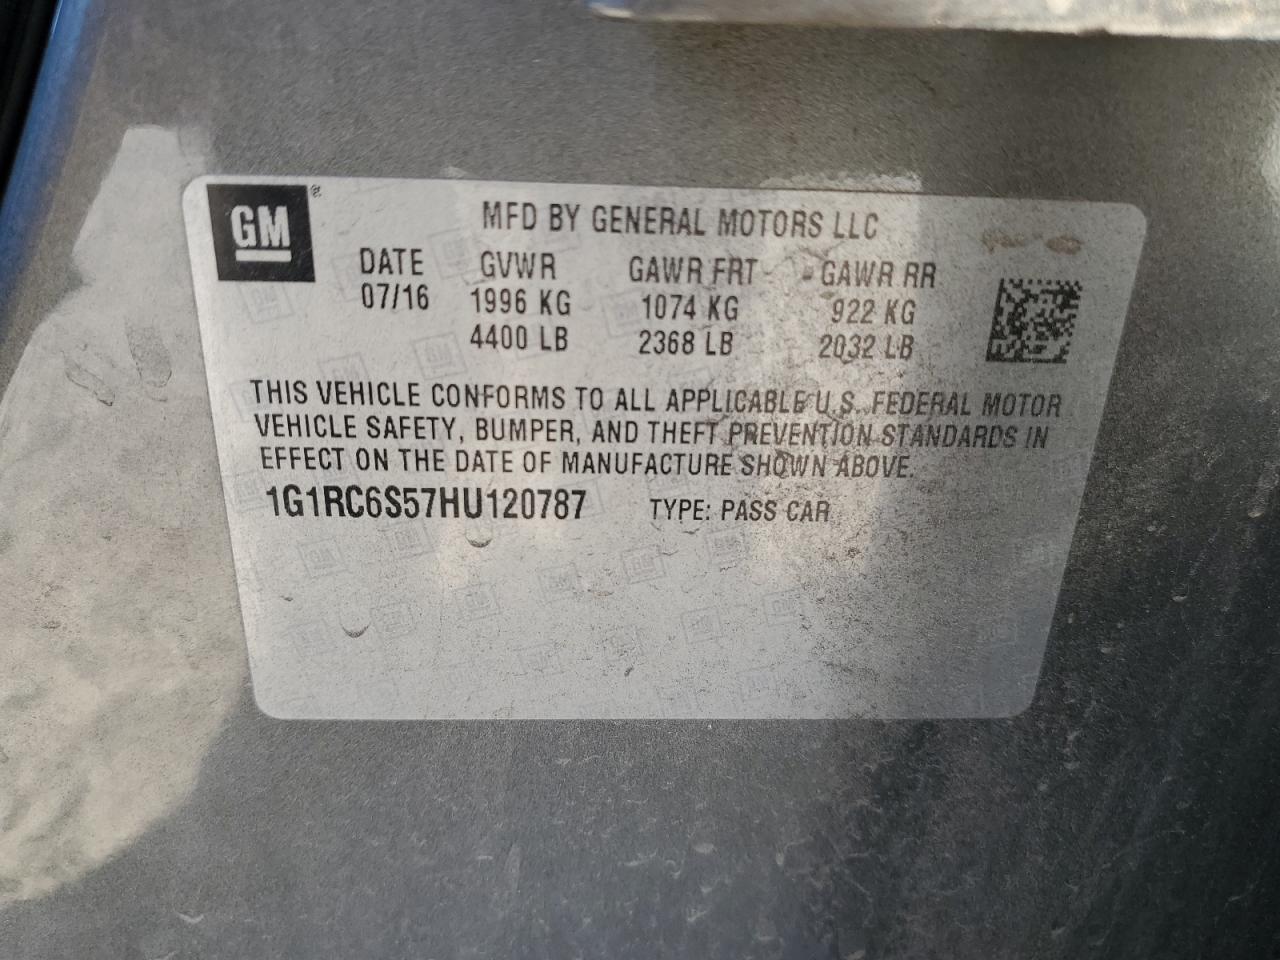 GM ®
MFD BY GENERAL MOTORS LLC
DATE GVWR GAWR FRT GAWR RR
07/16 1996 KG 1074 KG 922 KG
4400 LB 2368 LB 2032 LB
THIS VEHICLE CONFORMS TO ALL APPLICABLE U.S. FEDERAL MOTOR
VEHICLE SAFETY, BUMPER, AND THEFT PREVENTION STANDARDS IN
EFFECT ON THE DATE OF MANUFACTURE SHOWN ABOVE.
1G1RC6S57HU120787 TYPE: PASS CAR